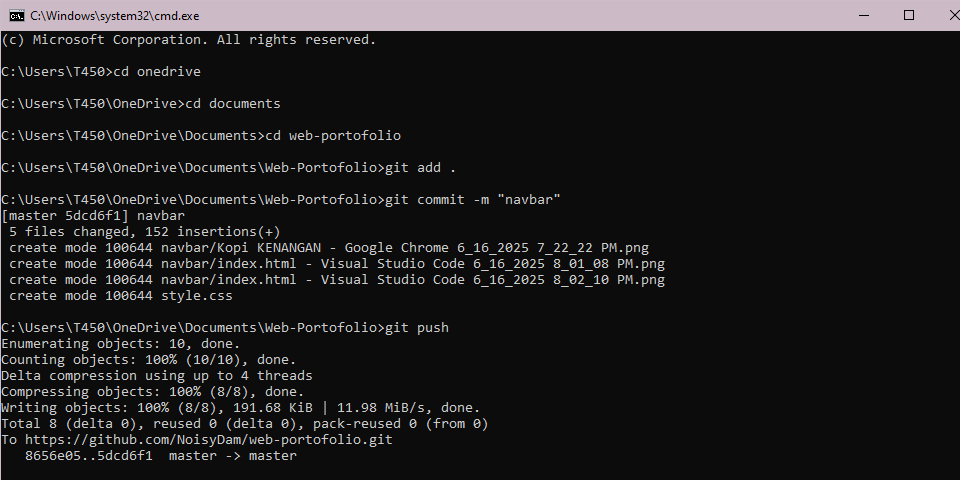 C:\Windows\system32\cmd.exe
(c) Microsoft Corporation. All rights reserved.
C:\Users\T450>cd onedrive
C:\Users\T450\OneDrive>cd documents
C:\Users\T450\OneDrive\Documents>cd web-portofolio
C:\Users\T450\OneDrive\Documents\Web-Portofolio>git add .
C:\Users\T450\OneDrive\Documents\Web-Portofolio>git commit -m "navbar"
[master 5dcd6f1] navbar
 5 files changed, 152 insertions(+)
 create mode 100644 navbar/Kopi KENANGAN - Google Chrome 6_16_2025 7_22_22 PM.png
 create mode 100644 navbar/index.html - Visual Studio Code 6_16_2025 8_01_08 PM.png
 create mode 100644 navbar/index.html - Visual Studio Code 6_16_2025 8_02_10 PM.png
 create mode 100644 style.css
C:\Users\T450\OneDrive\Documents\Web-Portofolio>git push
Enumerating objects: 10, done.
Counting objects: 100% (10/10), done.
Delta compression using up to 4 threads
Compressing objects: 100% (8/8), done.
Writing objects: 100% (8/8), 191.68 KiB | 11.98 MiB/s, done.
Total 8 (delta 0), reused 0 (delta 0), pack-reused 0 (from 0)
To https://github.com/NoisyDam/web-portofolio.git
   8656e05..5dcd6f1  master -> master